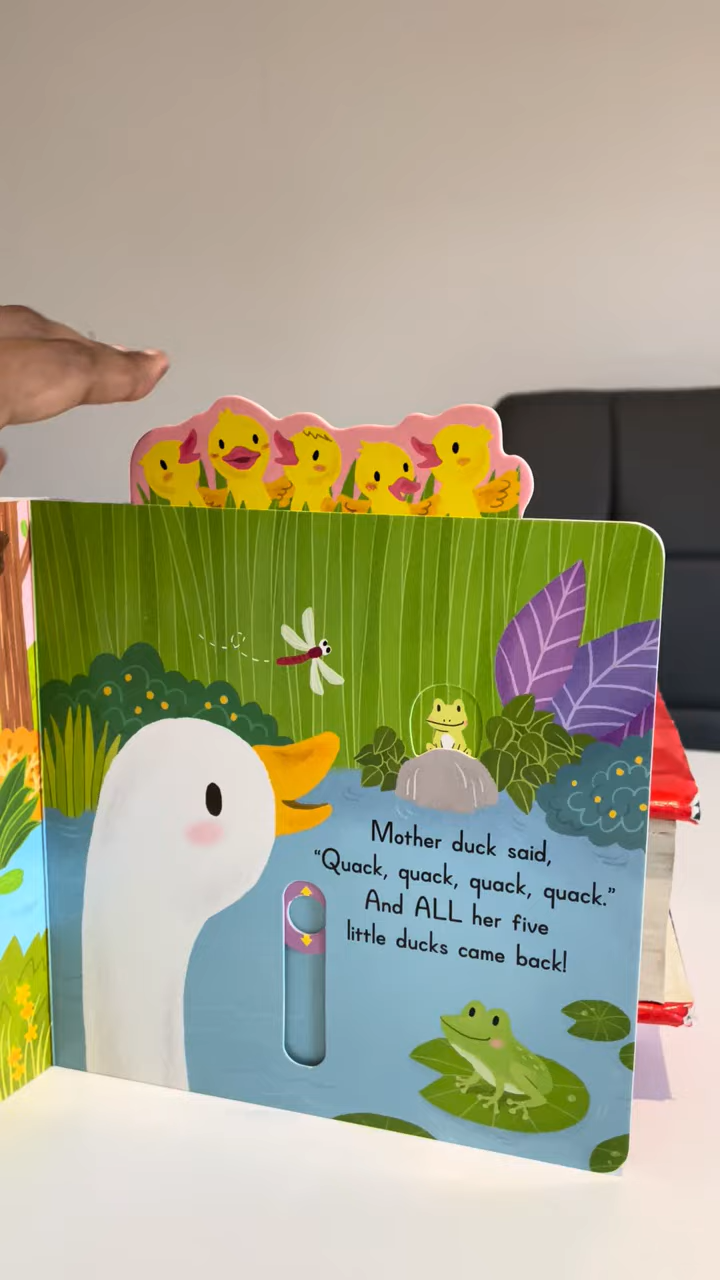 Mother duck said,
“Quack, quack, quack, quack.”
And ALL her five
little ducks came back!